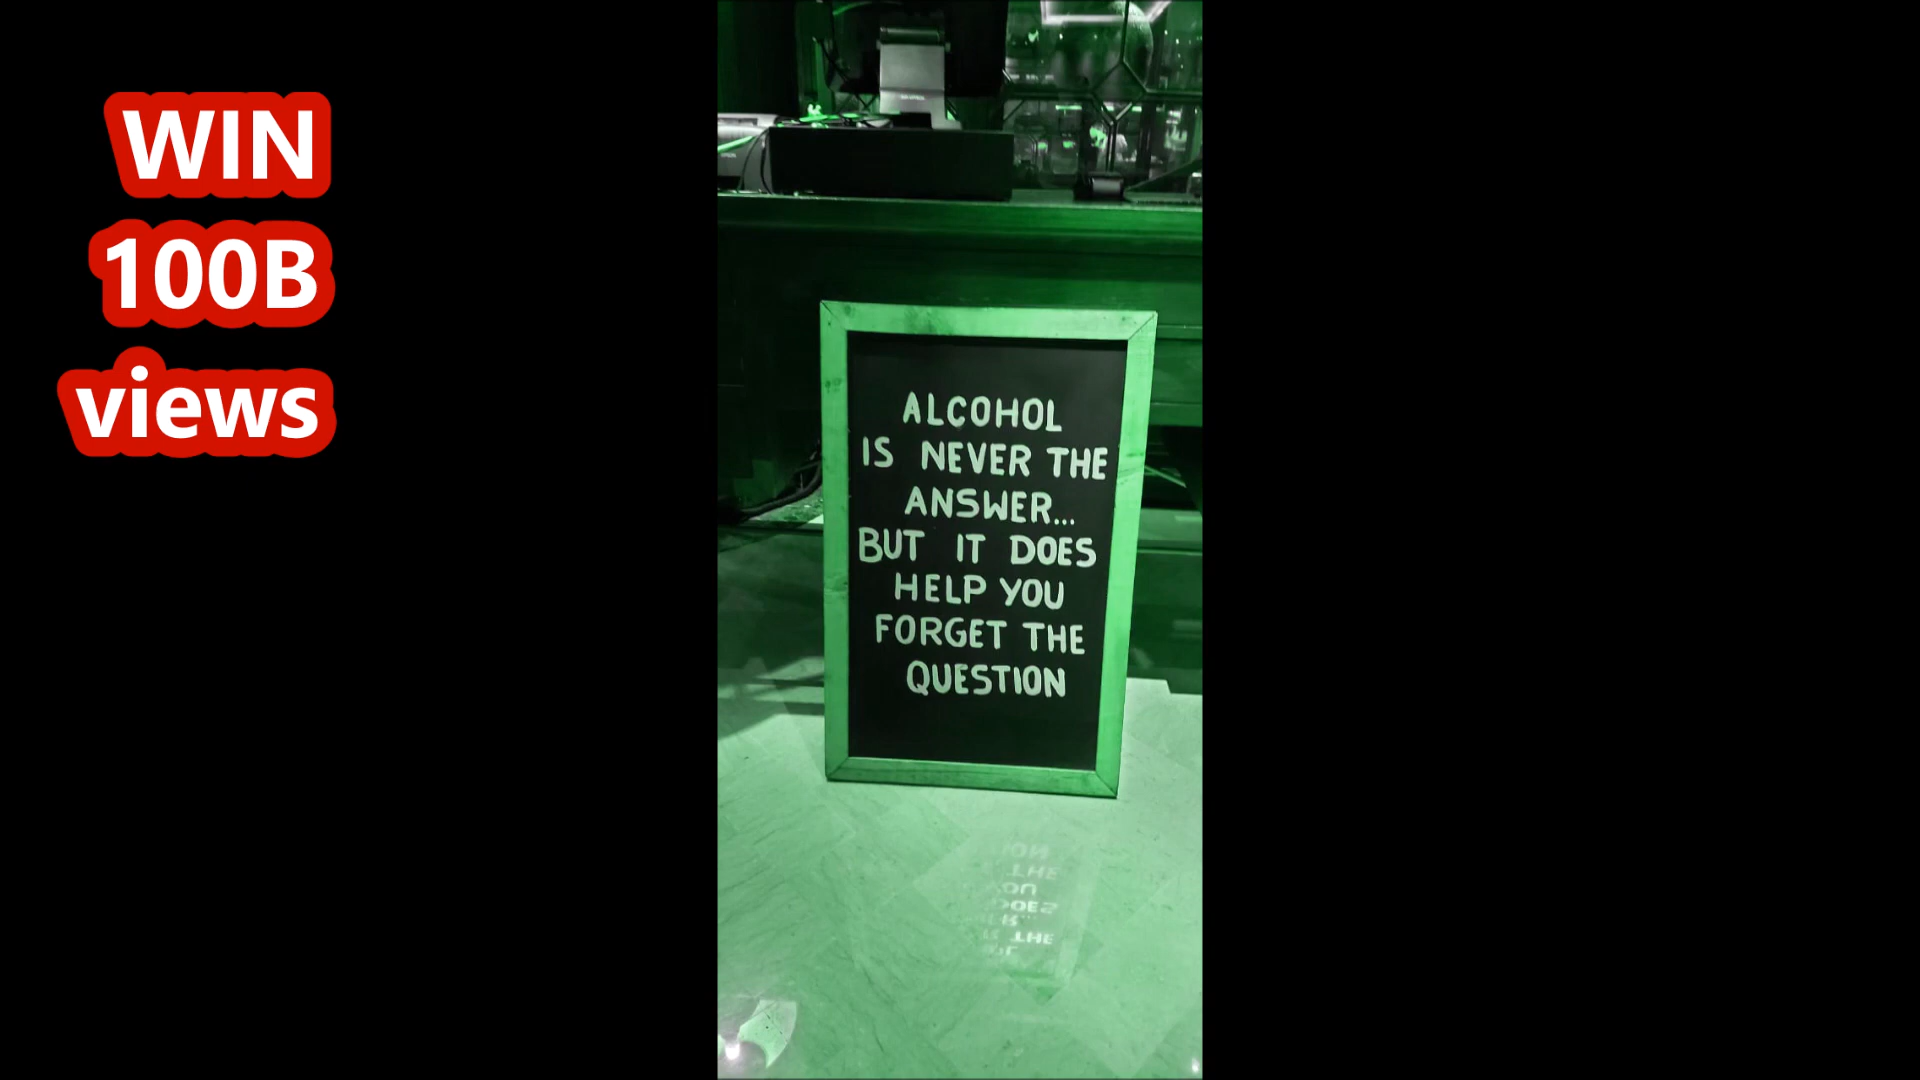 WIN
100B
views
ALCOHOL
IS NEVER THE
ANSWER...
BUT IT DOES
HELP YOU
FORGET THE
QUESTION